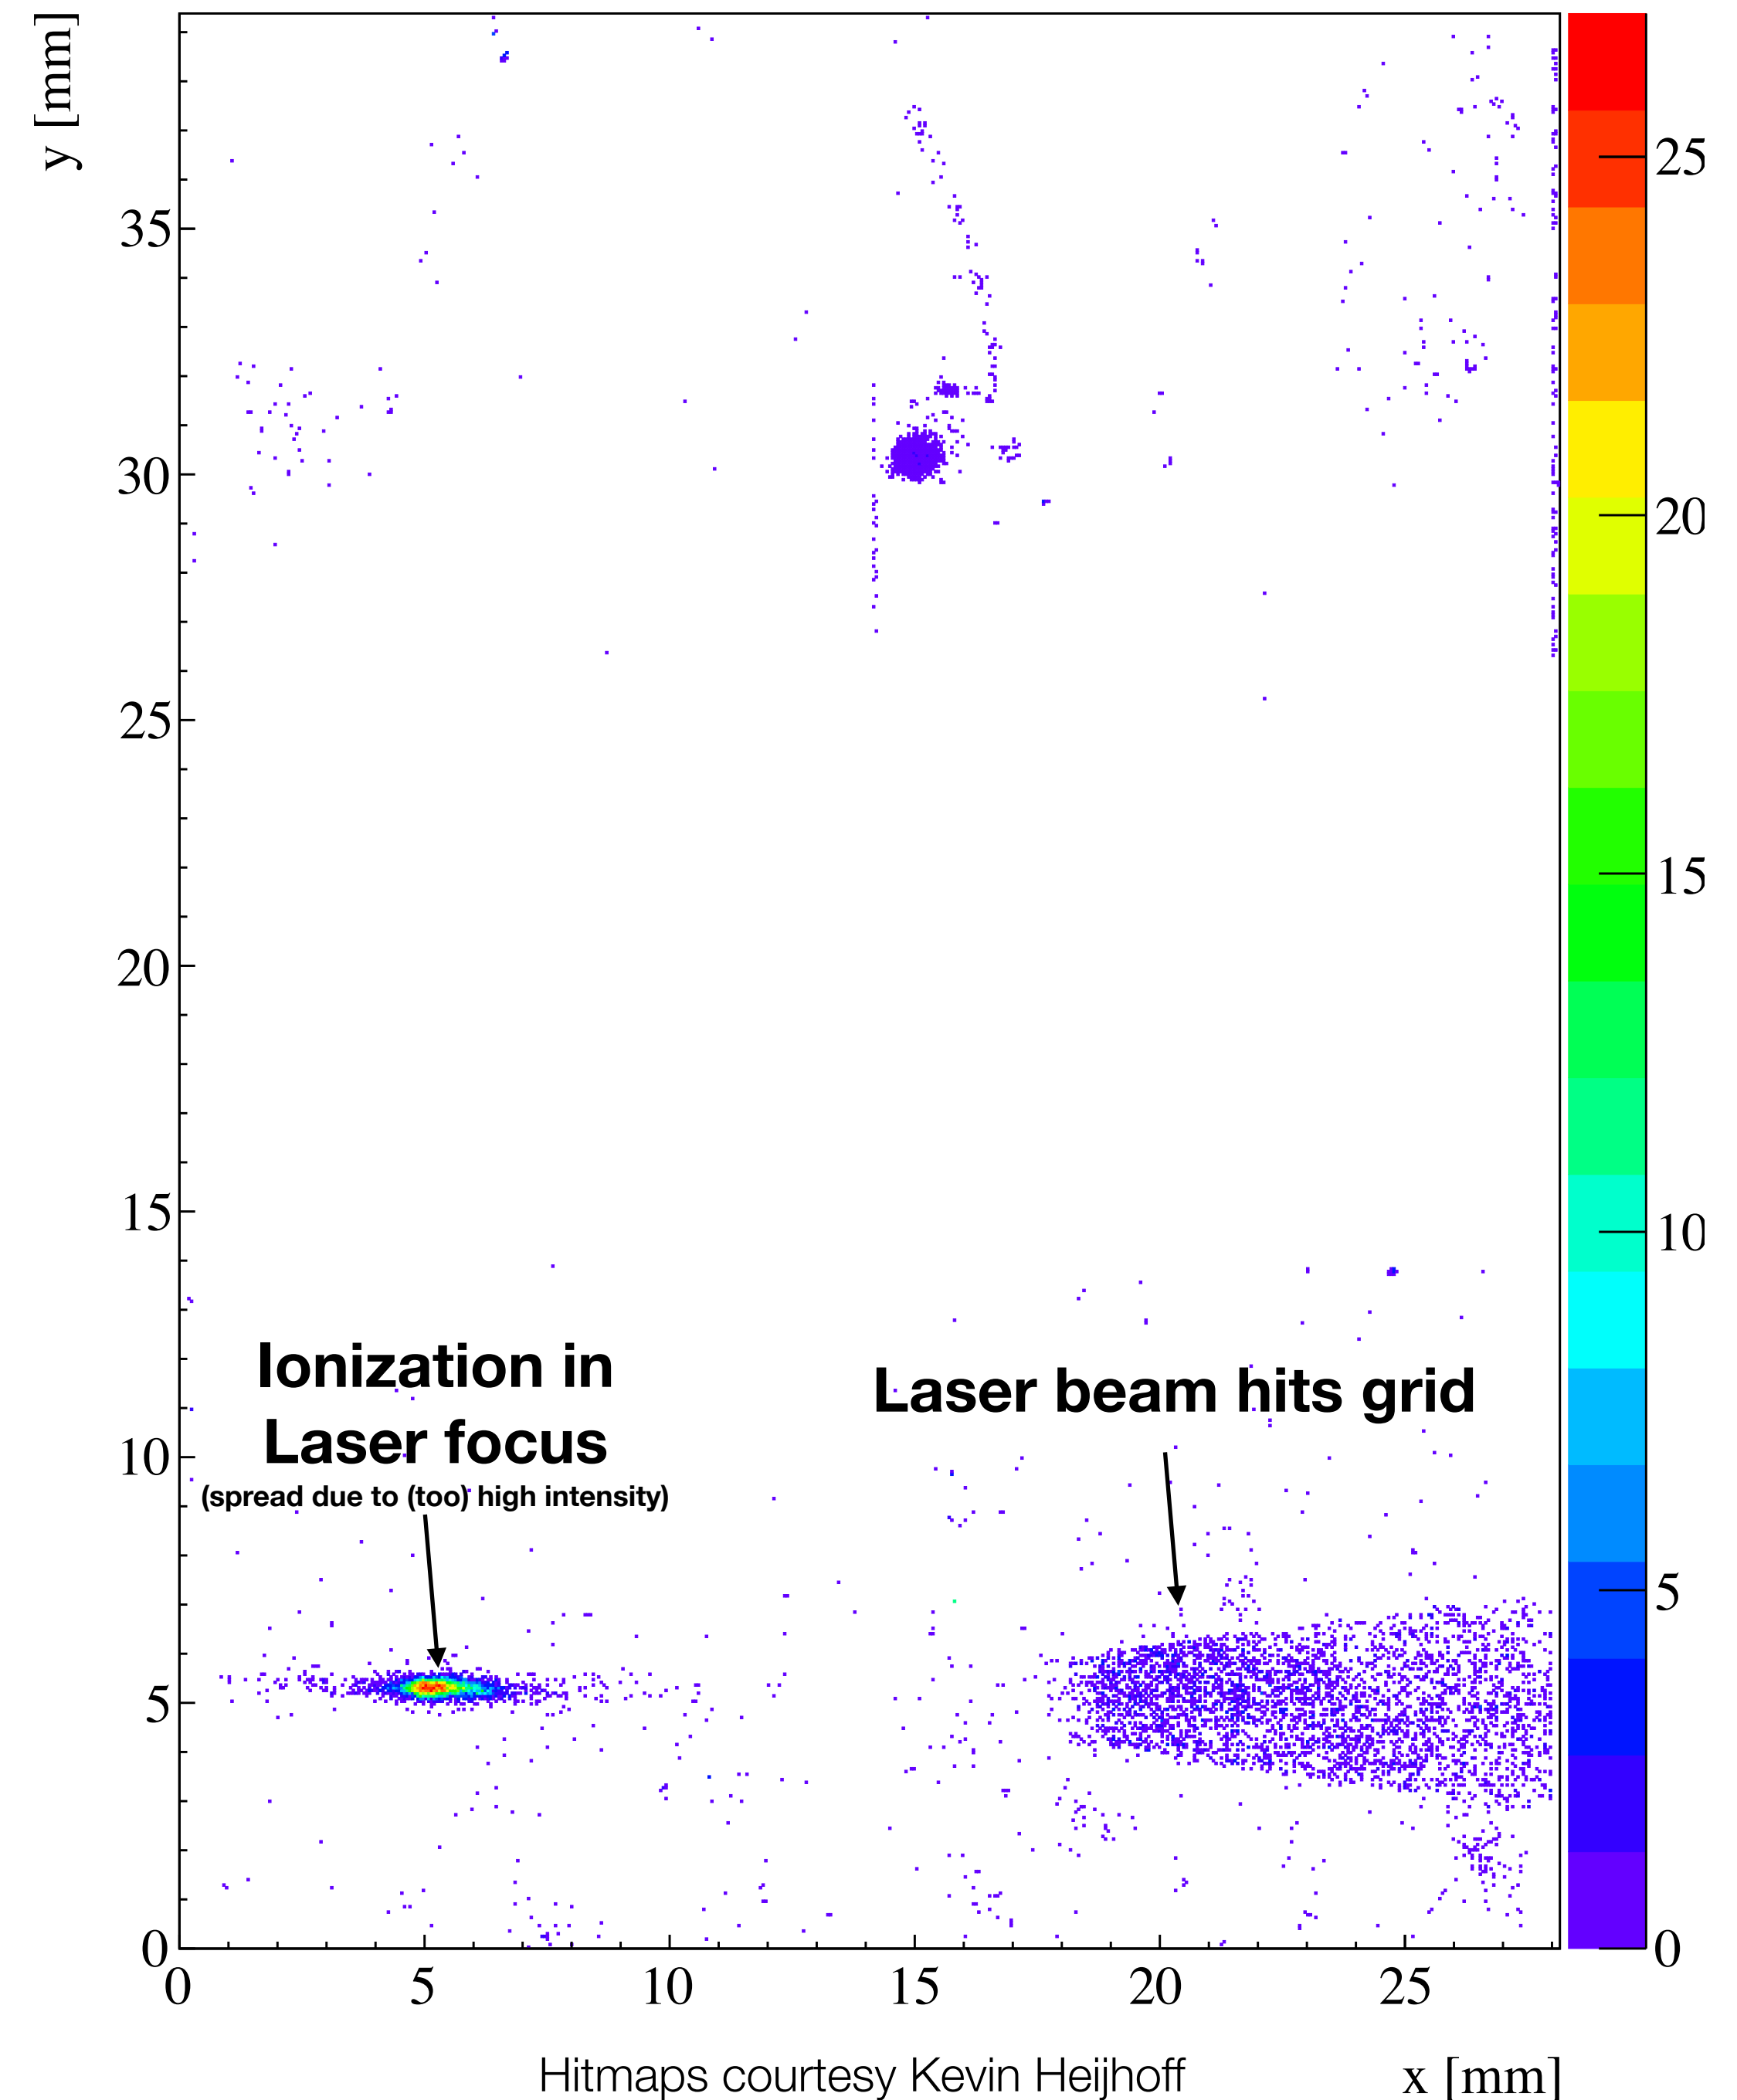 y [mm]
35
30
25
20
15
10
5
0
0
5
10
15
20
25
x [mm]
25
20
15
10
5
0
Ionization in
Laser focus
(spread due to (too) high intensity)
Laser beam hits grid
Hitmaps courtesy Kevin Heijhoff